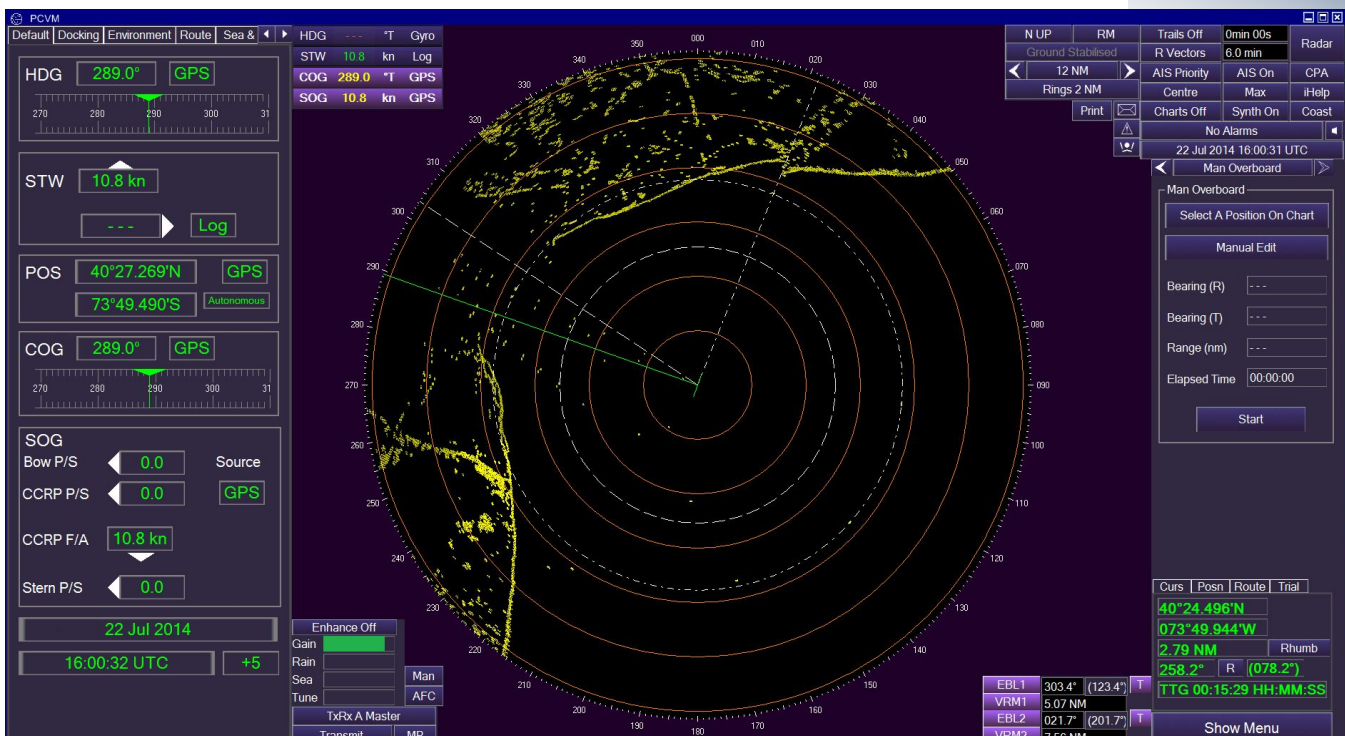 PCVM
Default Docking Environment Route Sea &
HDG 289.0° GPS
270 290 300 31
STW 10.8 kn
--- Log
POS 40°27.269'N GPS
73°49.490'S Autonomous
COG 289.0° GPS
270 290 300 31
SOG
Bow P/S 0.0 Source
CCRP P/S 0.0 GPS
CCRP F/A 10.8 kn
Stern P/S 0.0
22 Jul 2014
16:00:32 UTC +5
HDG --- °T Gyro
STW 10.8 kn Log
COG 289.0 °T GPS
SOG 10.8 kn GPS
000
010
020
030
040
050
060
070
080
090
100
110
120
130
140
150
160
170
180
190
200
210
220
230
240
250
260
270
280
290
300
310
320
330
340
350
Enhance Off
Gain
Rain
Sea Man
Tune AFC
TxRx A Master
Transmit MP
N UP RM
Ground Stabilised
12 NM
Rings 2 NM
Print
Trails Off 0min 00s Radar
R Vectors 6.0 min
AIS Priority AIS On CPA
Centre Max iHelp
Charts Off Synth On Coast
No Alarms
22 Jul 2014 16:00:31 UTC
Man Overboard
Man Overboard
Select A Position On Chart
Manual Edit
Bearing (R) ---
Bearing (T) ---
Range (nm) ---
Elapsed Time 00:00:00
Start
Curs Posn Route Trial
40°24.496'N
073°49.944'W
2.79 NM Rhumb
258.2° R (078.2°)
TTG 00:15:29 HH:MM:SS
Show Menu
EBL1 303.4° (123.4°) T
VRM1 5.07 NM
EBL2 021.7° (201.7°) T
VRM2 7.56 NM